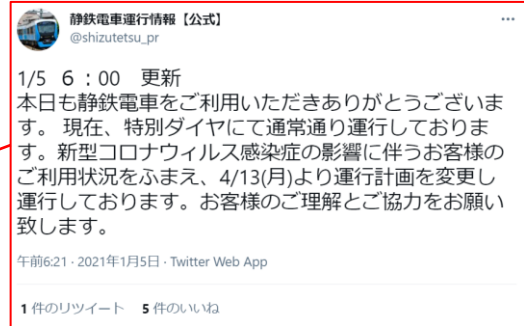 静鉄電車運行情報【公式】
@shizutetsu_pr
1/5 6:00 更新
本日も静鉄電車をご利用いただきありがとうございま
す。 現在、特別ダイヤにて通常通り運行しておりま
す。新型コロナウィルス感染症の影響に伴うお客様の
ご利用状況をふまえ、4/13(月)より運行計画を変更し
運行しております。お客様のご理解とご協力をお願い
致します。
午前6:21 · 2021年1月5日 · Twitter Web App
1 件のリツイート 5 件のいいね